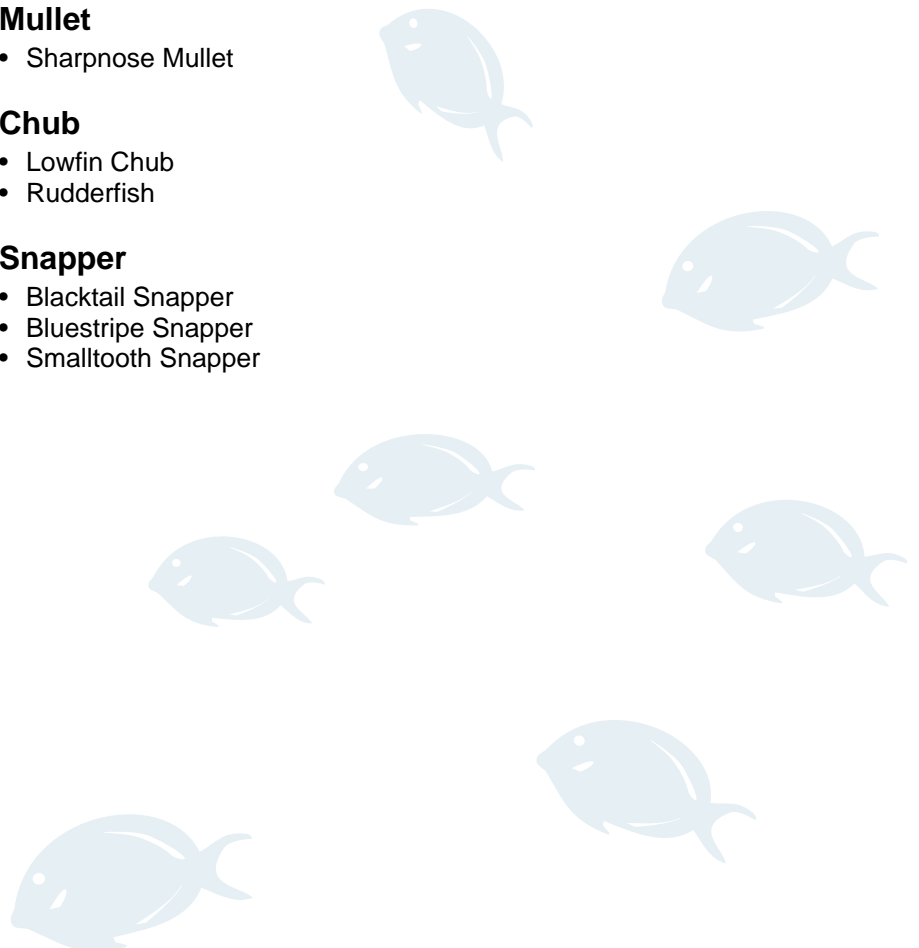 Mullet
• Sharpnose Mullet
Chub
• Lowfin Chub
• Rudderfish
Snapper
• Blacktail Snapper
• Bluestripe Snapper
• Smalltooth Snapper